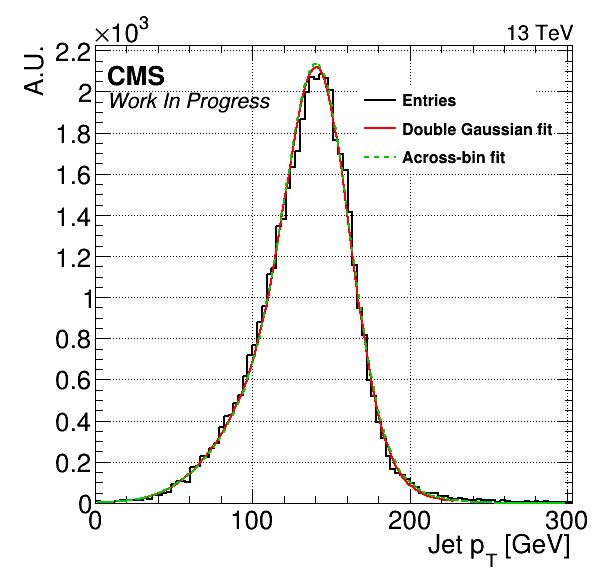 ×10³
13 TeV
A.U.
CMS
Work In Progress
Entries
Double Gaussian fit
Across-bin fit
2.2
2
1.8
1.6
1.4
1.2
1
0.8
0.6
0.4
0.2
0
0 100 200 300
Jet p_T [GeV]